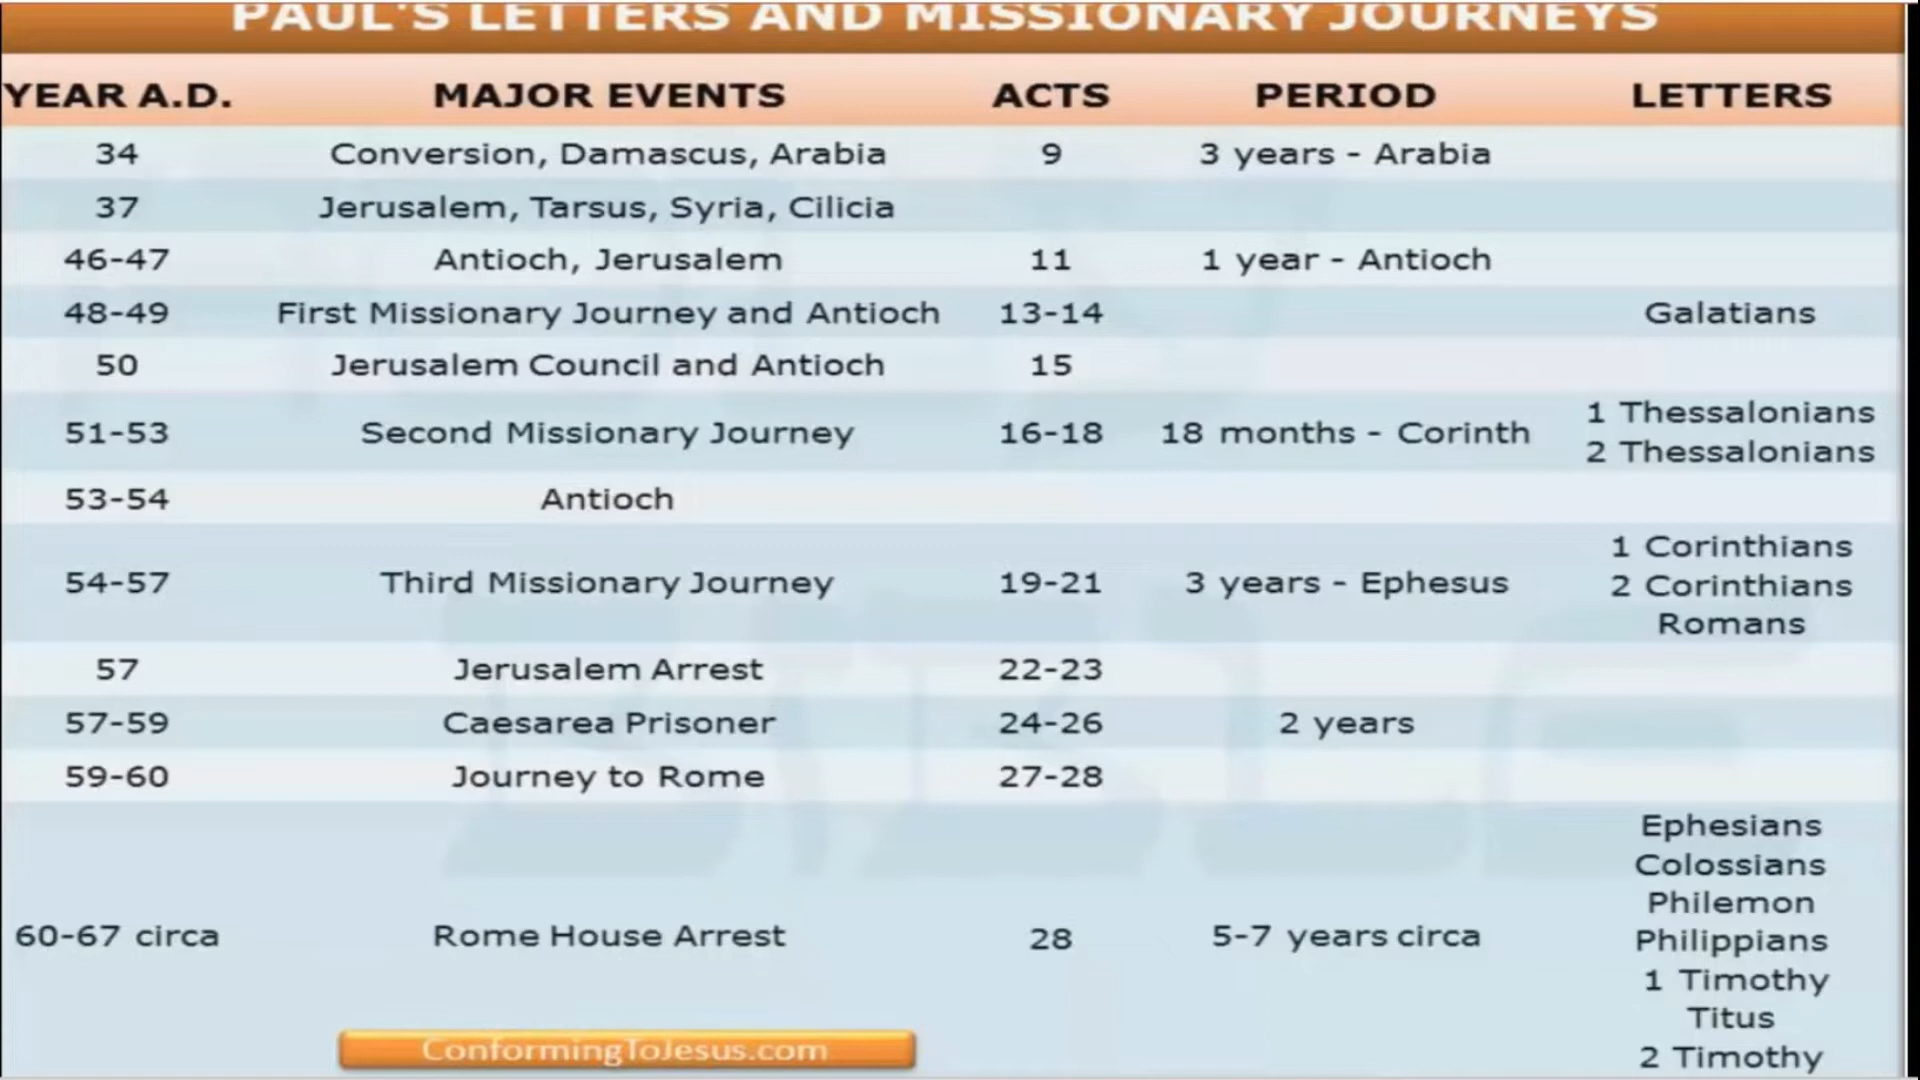 PAUL'S LETTERS AND MISSIONARY JOURNEYS
YEAR A.D. MAJOR EVENTS ACTS PERIOD LETTERS
34 Conversion, Damascus, Arabia 9 3 years - Arabia
37 Jerusalem, Tarsus, Syria, Cilicia
46-47 Antioch, Jerusalem 11 1 year - Antioch
48-49 First Missionary Journey and Antioch 13-14 Galatians
50 Jerusalem Council and Antioch 15
51-53 Second Missionary Journey 16-18 18 months - Corinth 1 Thessalonians
2 Thessalonians
53-54 Antioch
54-57 Third Missionary Journey 19-21 3 years - Ephesus 1 Corinthians
2 Corinthians
Romans
57 Jerusalem Arrest 22-23
57-59 Caesarea Prisoner 24-26 2 years
59-60 Journey to Rome 27-28
60-67 circa Rome House Arrest 28 5-7 years circa Ephesians
Colossians
Philemon
Philippians
1 Timothy
Titus
2 Timothy
ConformingToJesus.com